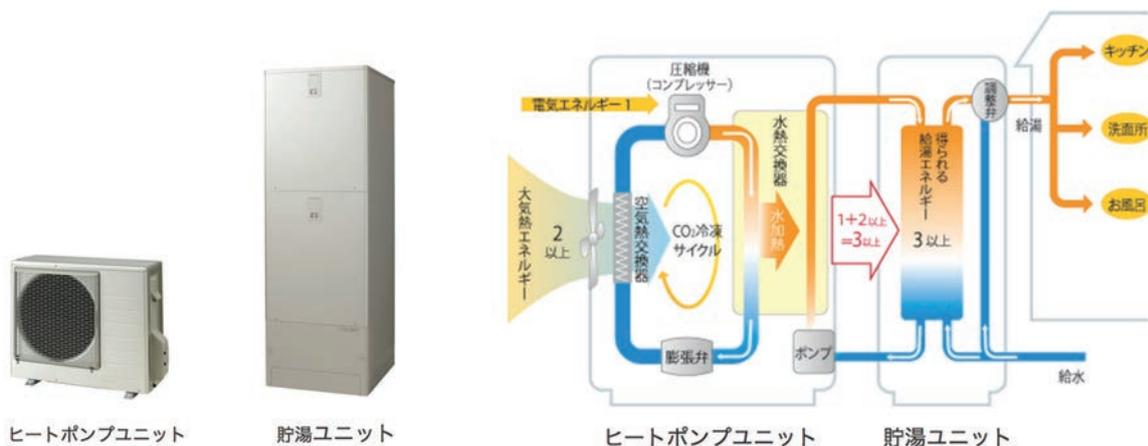 ヒートポンプユニット
貯湯ユニット
圧縮機
(コンプレッサー)
電気エネルギー1
大気熱エネルギー
2
以上
空気熱交換器
CO₂冷凍
サイクル
水熱交換器
水加熱
膨張弁
ポンプ
1+2以上
=3以上
得られる
給湯エネルギー
3以上
調整弁
給湯
キッチン
洗面所
お風呂
給水
ヒートポンプユニット
貯湯ユニット